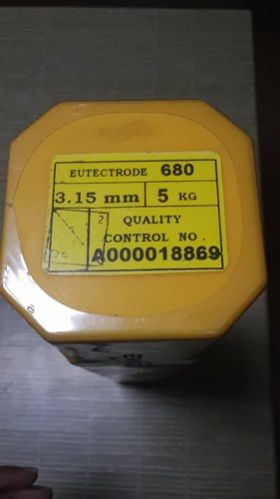 EUTECTRODE 680
3.15 mm 5 KG
2 QUALITY
CONTROL NO.
A000018869